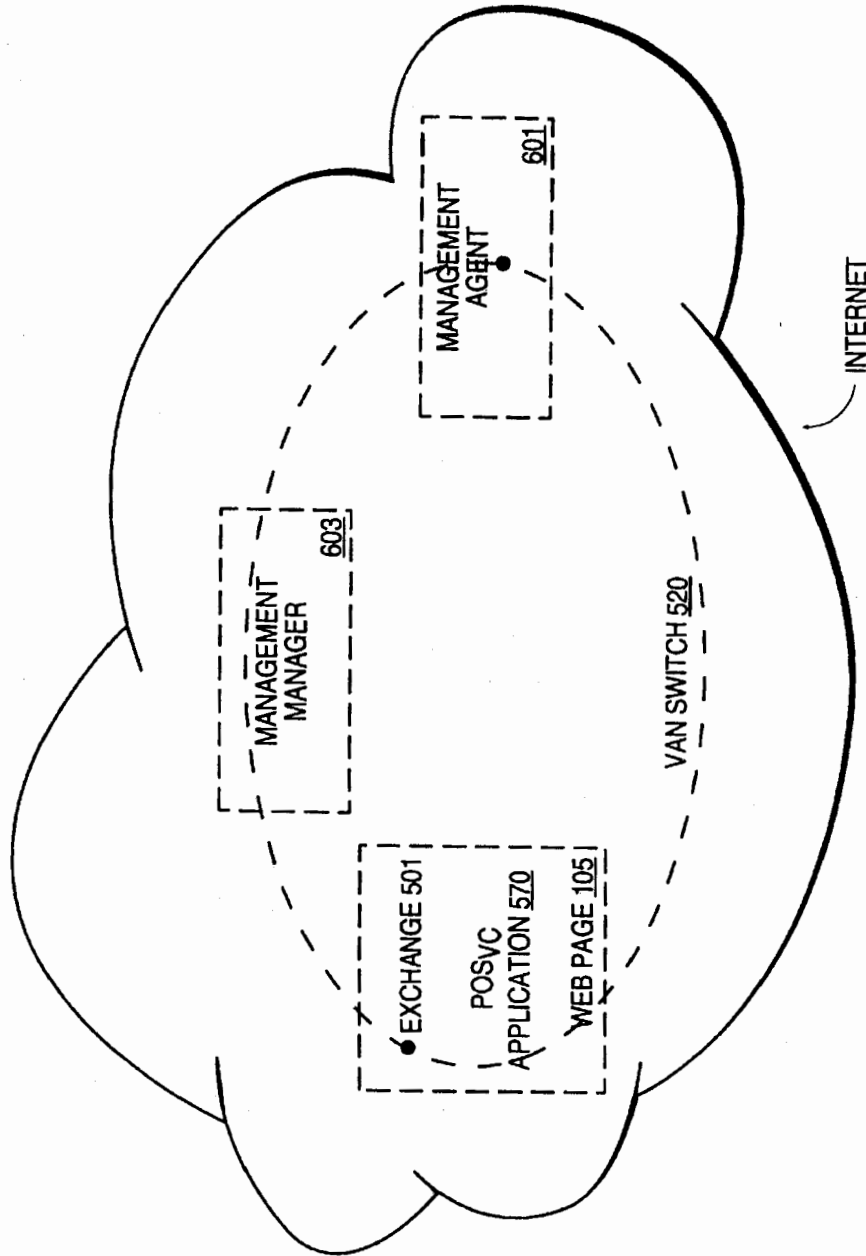 EXCHANGE 501
POSVC
APPLICATION 570
WEB PAGE 105
MANAGEMENT
MANAGER
603
MANAGEMENT
AGENT
601
VAN SWITCH 520
INTERNET